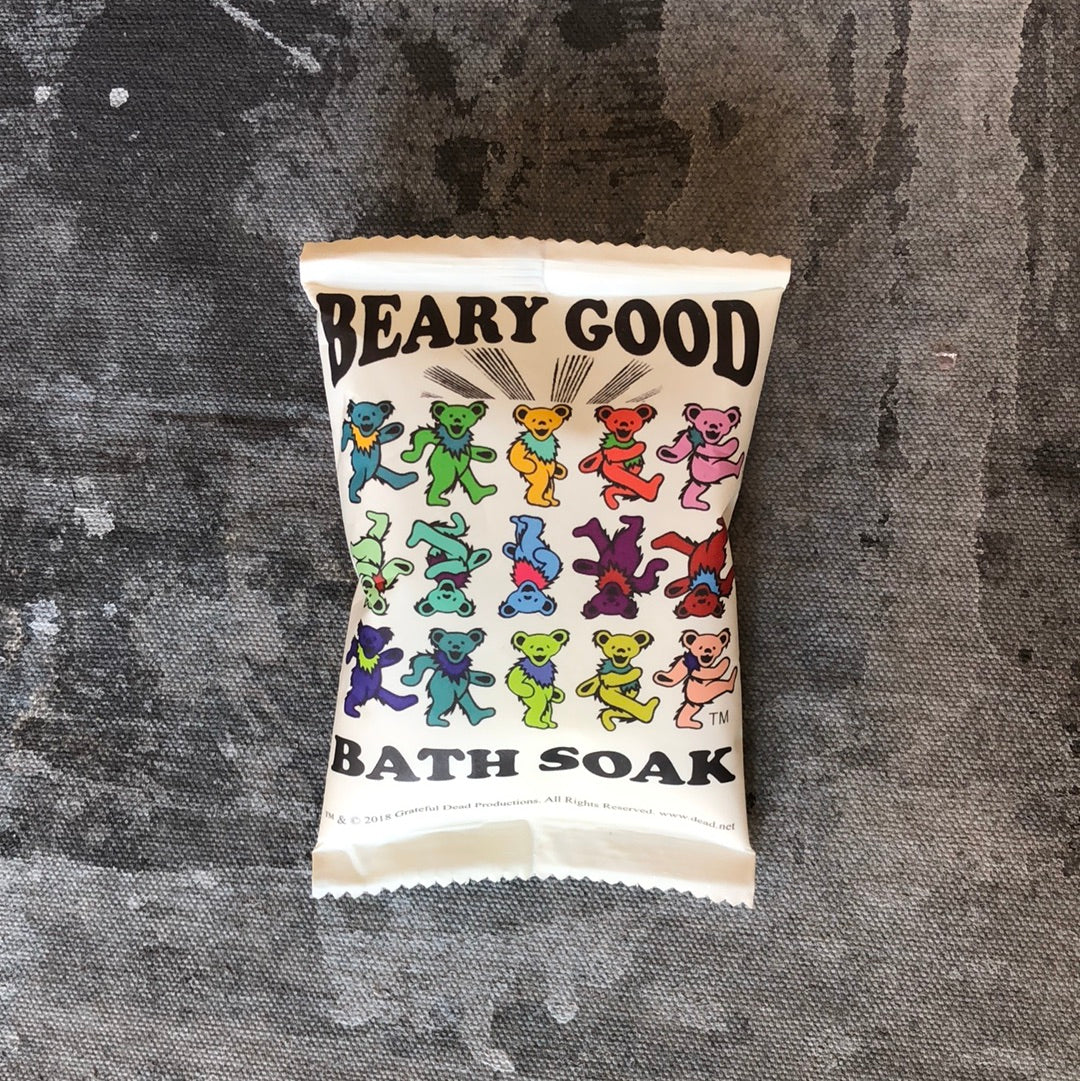 BEARY GOOD
TM
BATH SOAK
TM & © 2018 Grateful Dead Productions. All Rights Reserved. www.dead.net